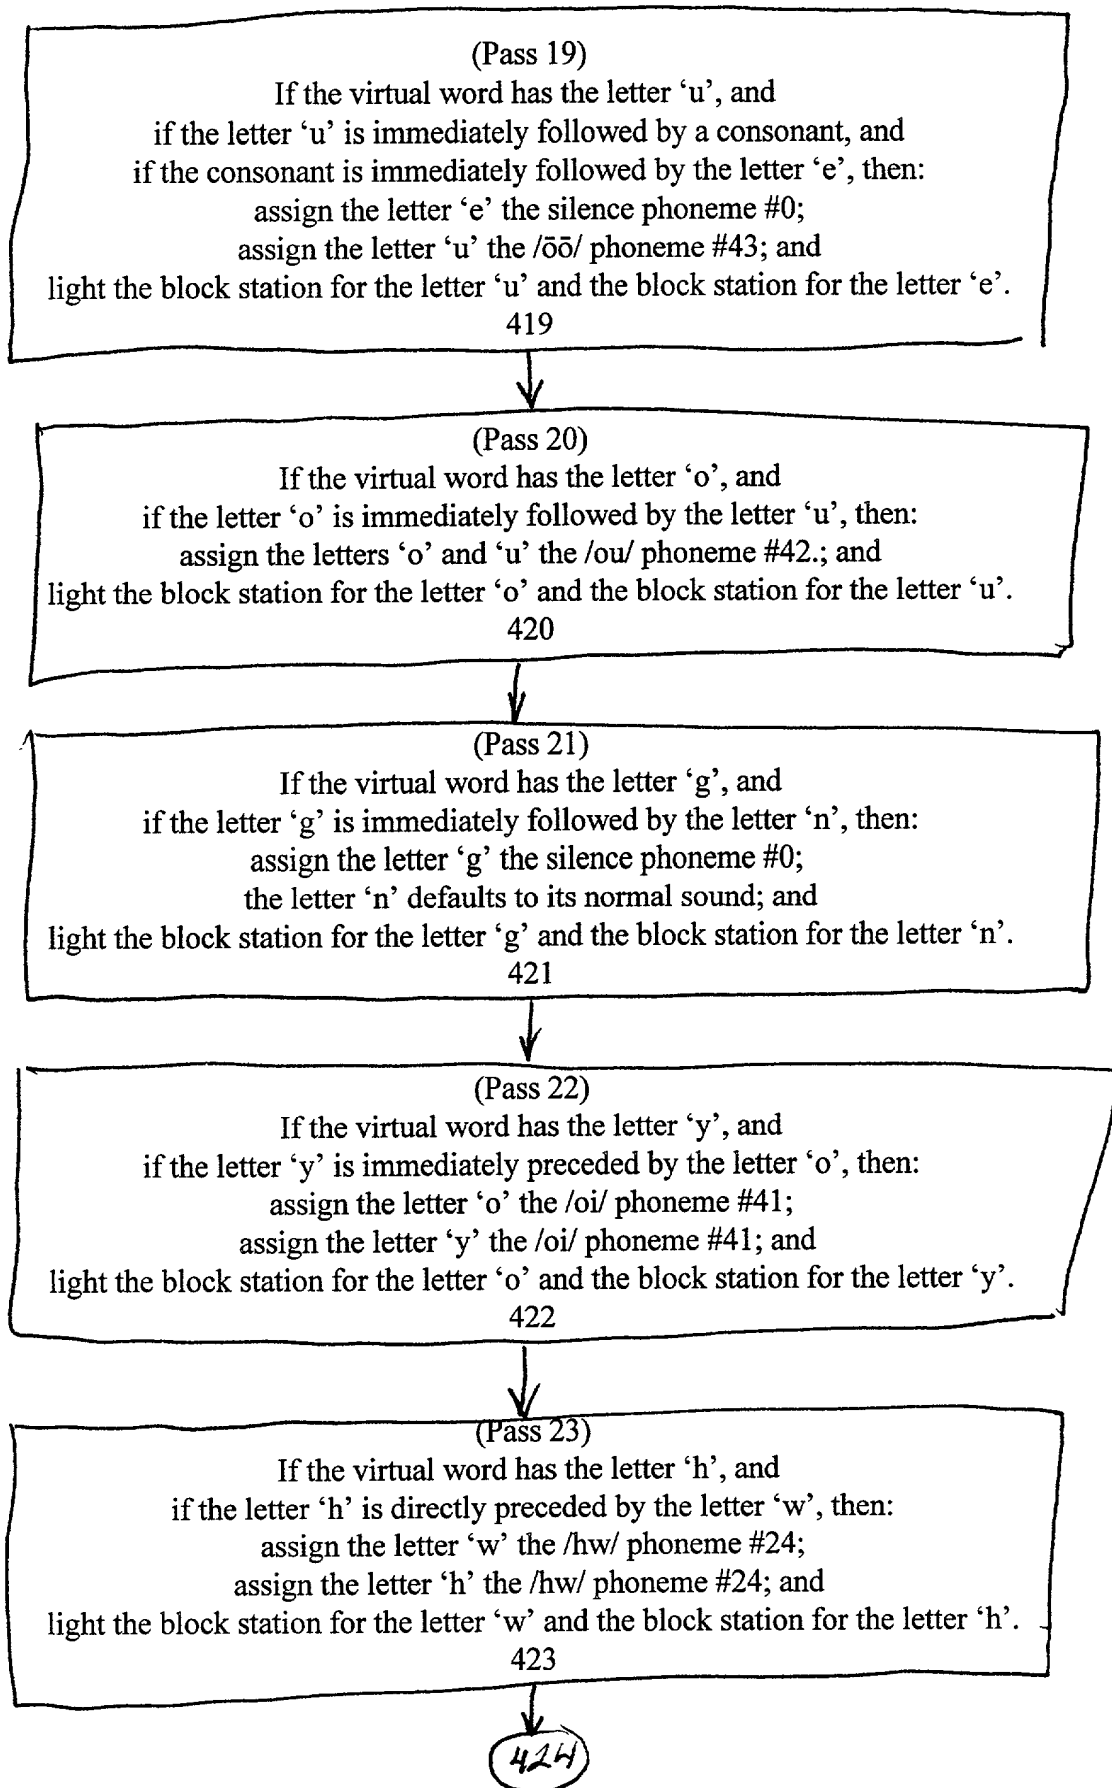 (Pass 19)
If the virtual word has the letter ‘u’, and
if the letter ‘u’ is immediately followed by a consonant, and
if the consonant is immediately followed by the letter ‘e’, then:
assign the letter ‘e’ the silence phoneme #0;
assign the letter ‘u’ the /ōō/ phoneme #43; and
light the block station for the letter ‘u’ and the block station for the letter ‘e’.
419
(Pass 20)
If the virtual word has the letter ‘o’, and
if the letter ‘o’ is immediately followed by the letter ‘u’, then:
assign the letters ‘o’ and ‘u’ the /ou/ phoneme #42.; and
light the block station for the letter ‘o’ and the block station for the letter ‘u’.
420
(Pass 21)
If the virtual word has the letter ‘g’, and
if the letter ‘g’ is immediately followed by the letter ‘n’, then:
assign the letter ‘g’ the silence phoneme #0;
the letter ‘n’ defaults to its normal sound; and
light the block station for the letter ‘g’ and the block station for the letter ‘n’.
421
(Pass 22)
If the virtual word has the letter ‘y’, and
if the letter ‘y’ is immediately preceded by the letter ‘o’, then:
assign the letter ‘o’ the /oi/ phoneme #41;
assign the letter ‘y’ the /oi/ phoneme #41; and
light the block station for the letter ‘o’ and the block station for the letter ‘y’.
422
(Pass 23)
If the virtual word has the letter ‘h’, and
if the letter ‘h’ is directly preceded by the letter ‘w’, then:
assign the letter ‘w’ the /hw/ phoneme #24;
assign the letter ‘h’ the /hw/ phoneme #24; and
light the block station for the letter ‘w’ and the block station for the letter ‘h’.
423
424